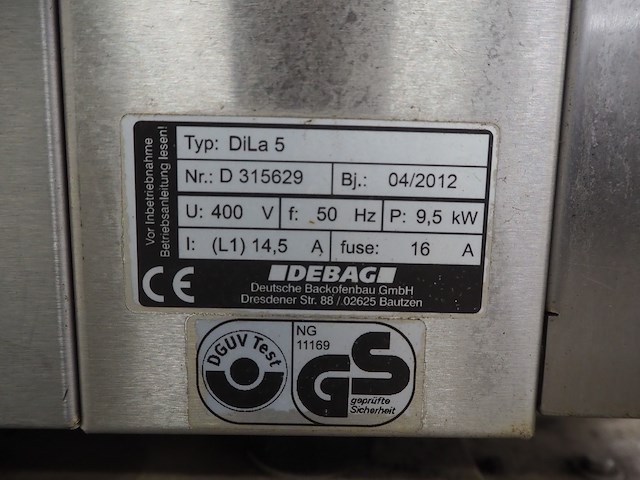 Vor Inbetriebnahme
Betriebsanleitung lesen!
Typ: DiLa 5
Nr.: D 315629 Bj.: 04/2012
U: 400 V f: 50 Hz P: 9,5 kW
I: (L1) 14,5 A fuse: 16 A
CE
DEBAG
Deutsche Backofenbau GmbH
Dresdener Str. 88 / 02625 Bautzen
DGUV Test
NG
11169
GS
geprüfte
Sicherheit